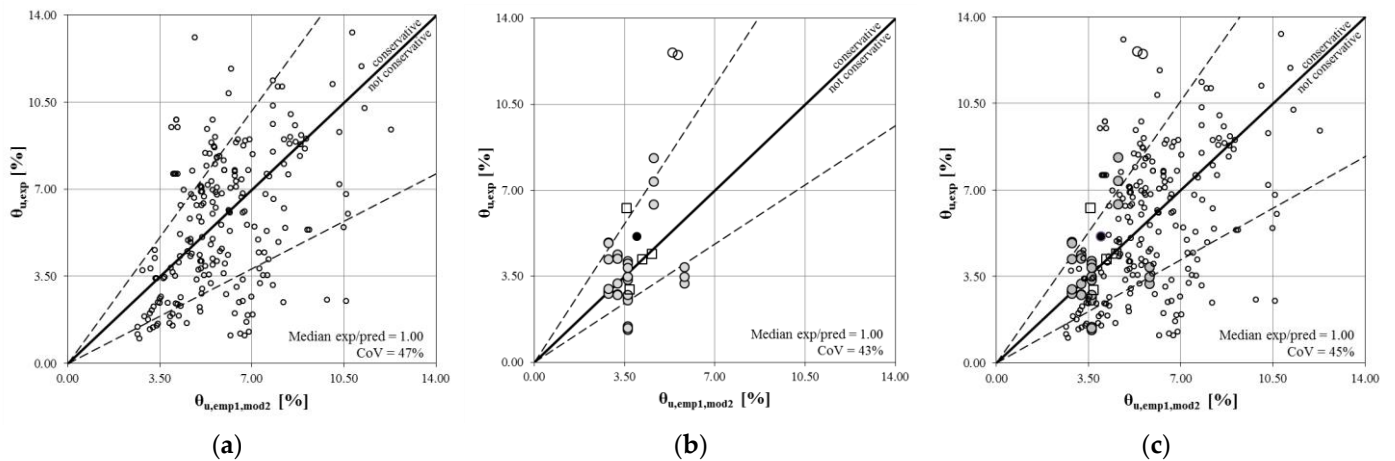 14.00
10.50
7.00
3.50
0.00
θu,exp [%]
conservative
not conservative
Median exp/pred = 1.00
CoV = 47%
0.00 3.50 7.00 10.50 14.00
θu,emp1,mod2 [%]
(a)
14.00
10.50
7.00
3.50
0.00
θu,exp [%]
conservative
not conservative
Median exp/pred = 1.00
CoV = 43%
0.00 3.50 7.00 10.50 14.00
θu,emp1,mod2 [%]
(b)
14.00
10.50
7.00
3.50
0.00
θu,exp [%]
conservative
not conservative
Median exp/pred = 1.00
CoV = 45%
0.00 3.50 7.00 10.50 14.00
θu,emp1,mod2 [%]
(c)